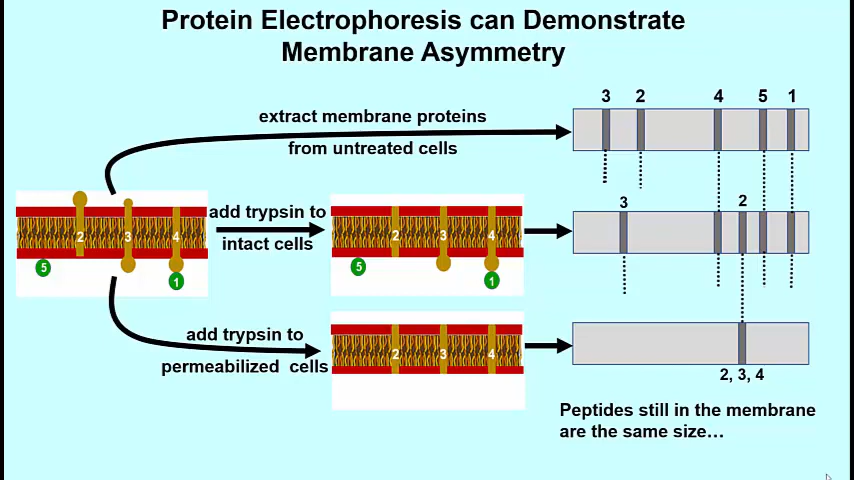 Protein Electrophoresis can Demonstrate
Membrane Asymmetry
3 2 4 5 1
extract membrane proteins
from untreated cells
2 3 4
5
1
add trypsin to
intact cells
2 3 4
5
1
3 2
add trypsin to
permeabilized cells
2 3 4
2, 3, 4
Peptides still in the membrane
are the same size…